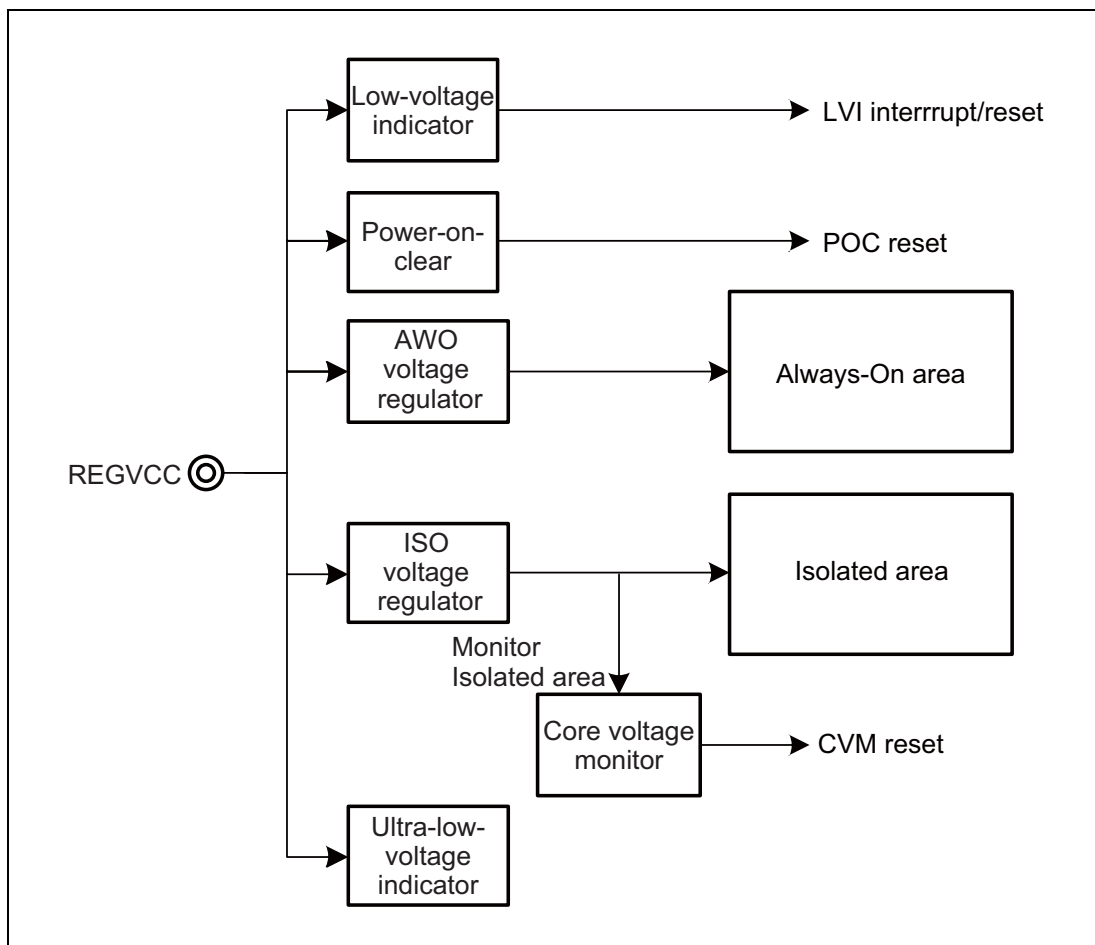 Low-voltage
indicator
LVI interrrupt/reset
Power-on-
clear
POC reset
AWO
voltage
regulator
Always-On area
REGVCC
ISO
voltage
regulator
Isolated area
Monitor
Isolated area
Core voltage
monitor
CVM reset
Ultra-low-
voltage
indicator